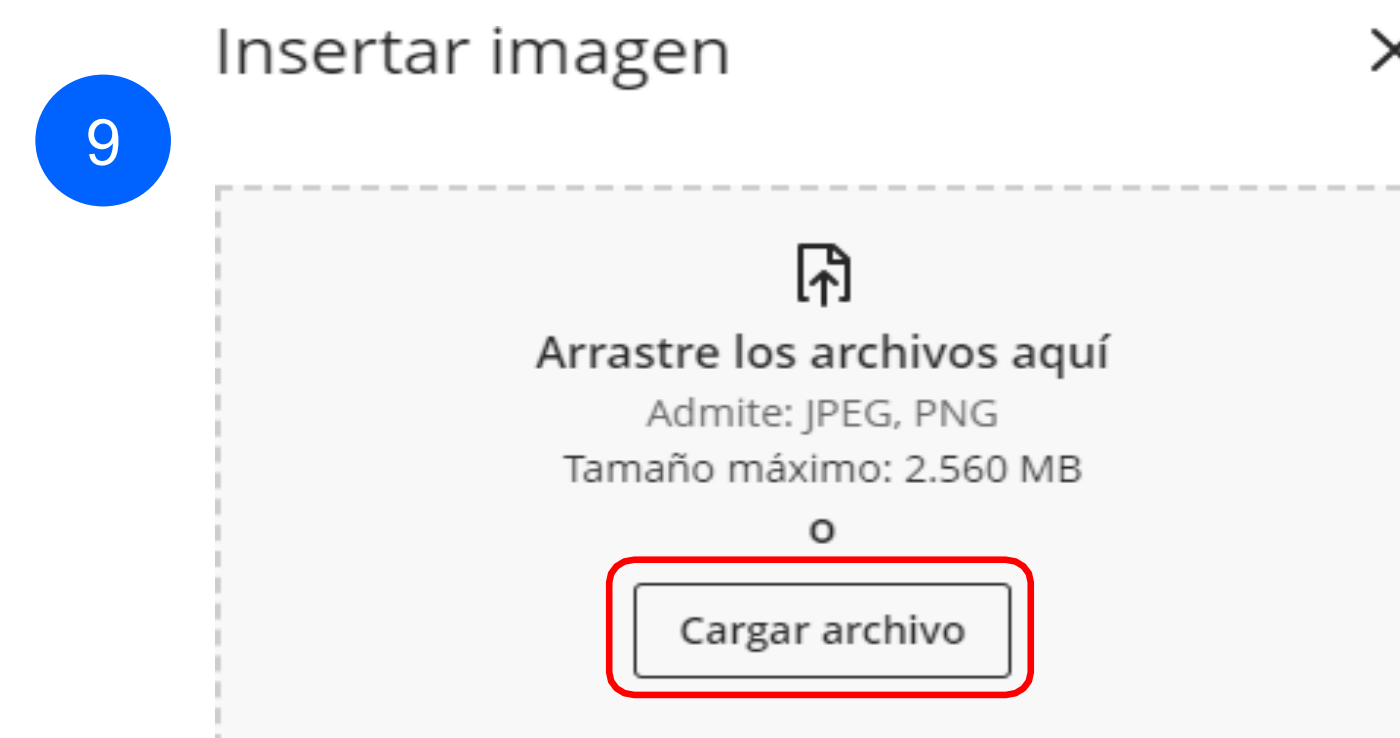 Insertar imagen
9
Arrastre los archivos aquí
Admite: JPEG, PNG
Tamaño máximo: 2.560 MB
o
Cargar archivo